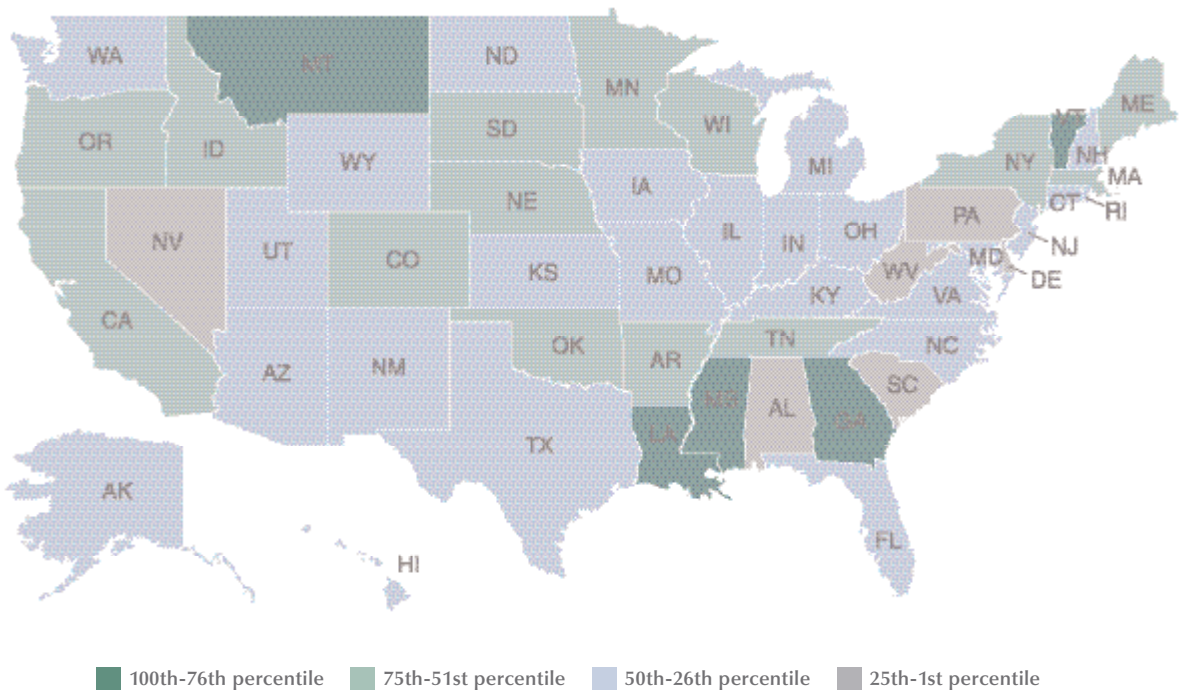 WA
MT
ND
MN
ME
VT
OR
ID
SD
WI
NH
NY
MA
WY
MI
CT
RI
IA
NE
PA
NV
NJ
OH
IL
IN
UT
CO
KS
MO
WV
MD
DE
KY
VA
CA
TN
NC
OK
AR
AZ
NM
SC
MS
AL
GA
LA
TX
AK
FL
HI
100th-76th percentile
75th-51st percentile
50th-26th percentile
25th-1st percentile